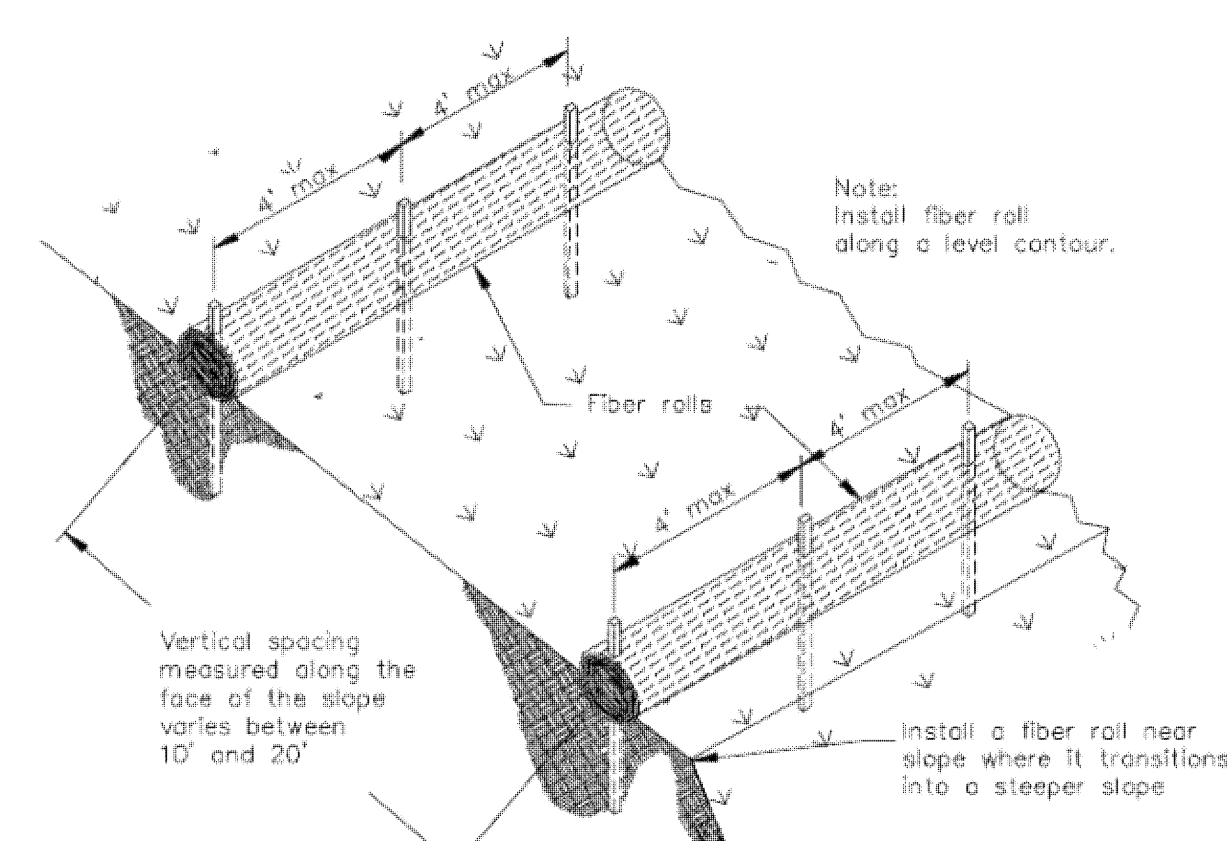 4' max
4' max
Note:
Install fiber roll
along a level contour.
Fiber rolls
4' max
4' max
Vertical spacing
measured along the
face of the slope
varies between
10' and 20'
Install a fiber roll near
slope where it transitions
into a steeper slope